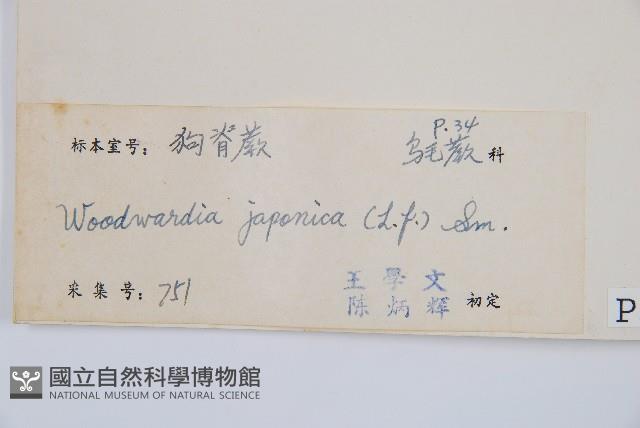 P.34
标本室号：狗脊蕨 乌毛蕨科
Woodwardia japonica (L.f.) Sm.
采集号：751
王學文
陈炳辉 初定
P
國立自然科學博物館
NATIONAL MUSEUM OF NATURAL SCIENCE